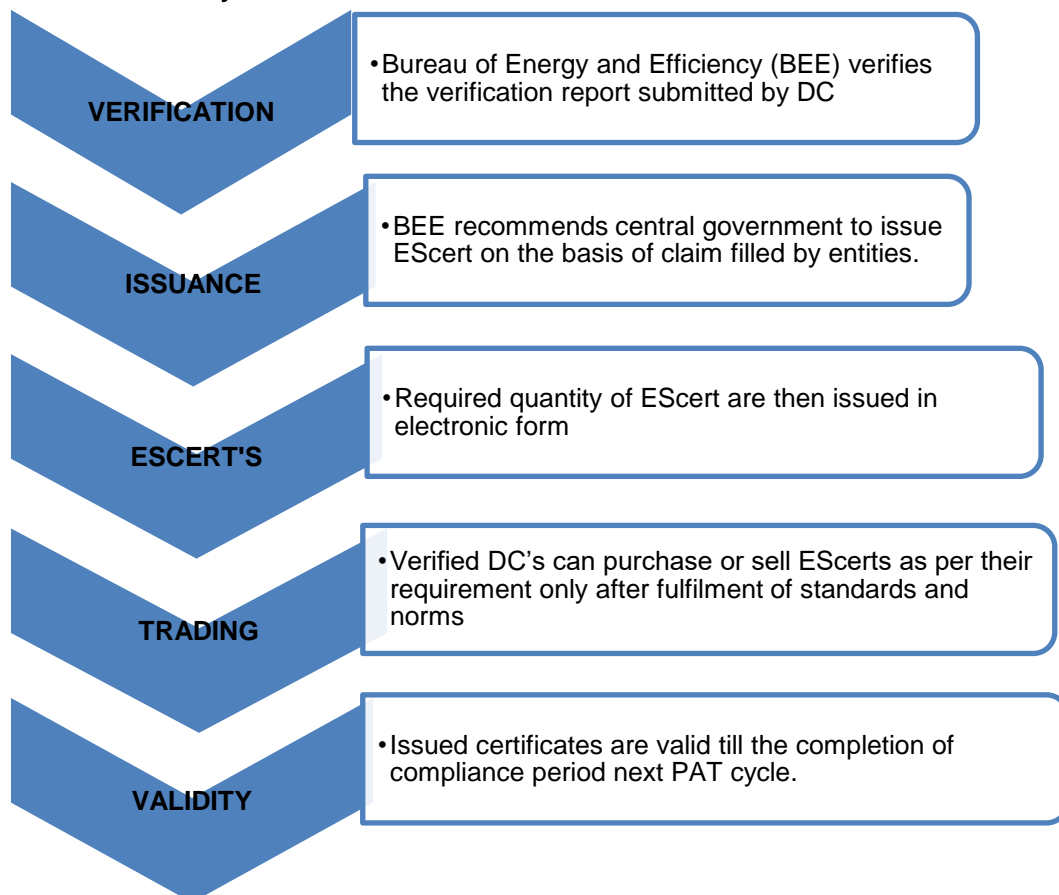 VERIFICATION
•Bureau of Energy and Efficiency (BEE) verifies
the verification report submitted by DC
ISSUANCE
•BEE recommends central government to issue
EScert on the basis of claim filled by entities.
ESCERT'S
•Required quantity of EScert are then issued in
electronic form
TRADING
•Verified DC’s can purchase or sell EScerts as per their
requirement only after fulfilment of standards and
norms
VALIDITY
•Issued certificates are valid till the completion of
compliance period next PAT cycle.